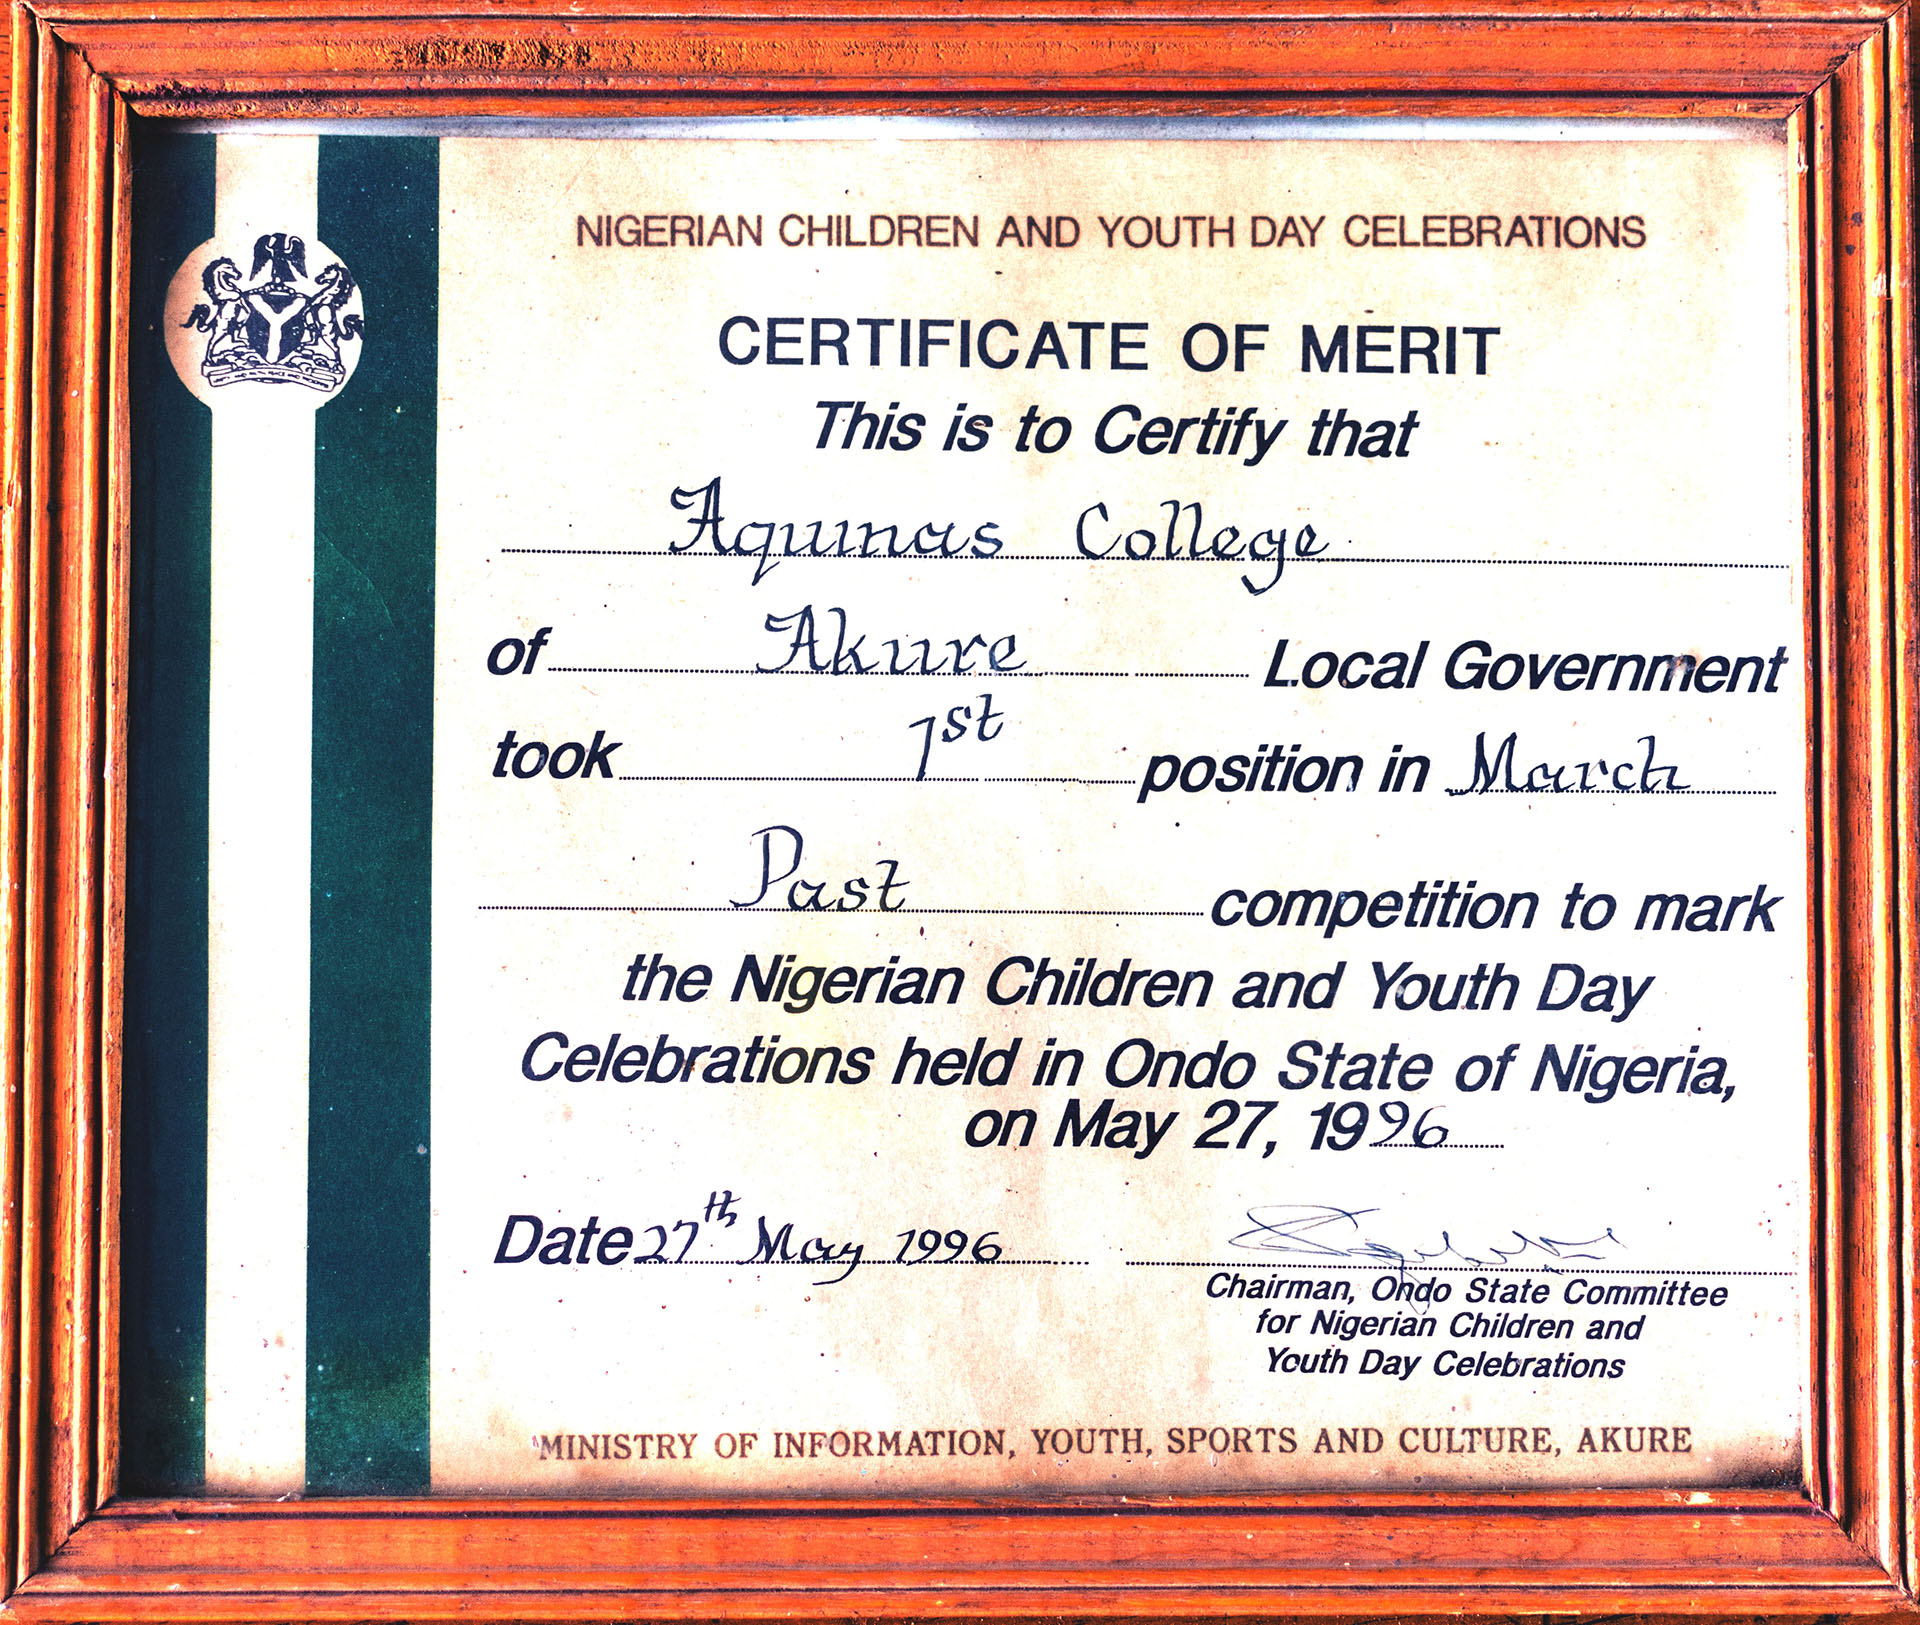 NIGERIAN CHILDREN AND YOUTH DAY CELEBRATIONS
CERTIFICATE OF MERIT
This is to Certify that
Aquinas College
of Akure Local Government
took 1st position in March
Past competition to mark
the Nigerian Children and Youth Day
Celebrations held in Ondo State of Nigeria,
on May 27, 1996
Date 27th May 1996
Chairman, Ondo State Committee
for Nigerian Children and
Youth Day Celebrations
MINISTRY OF INFORMATION, YOUTH, SPORTS AND CULTURE, AKURE